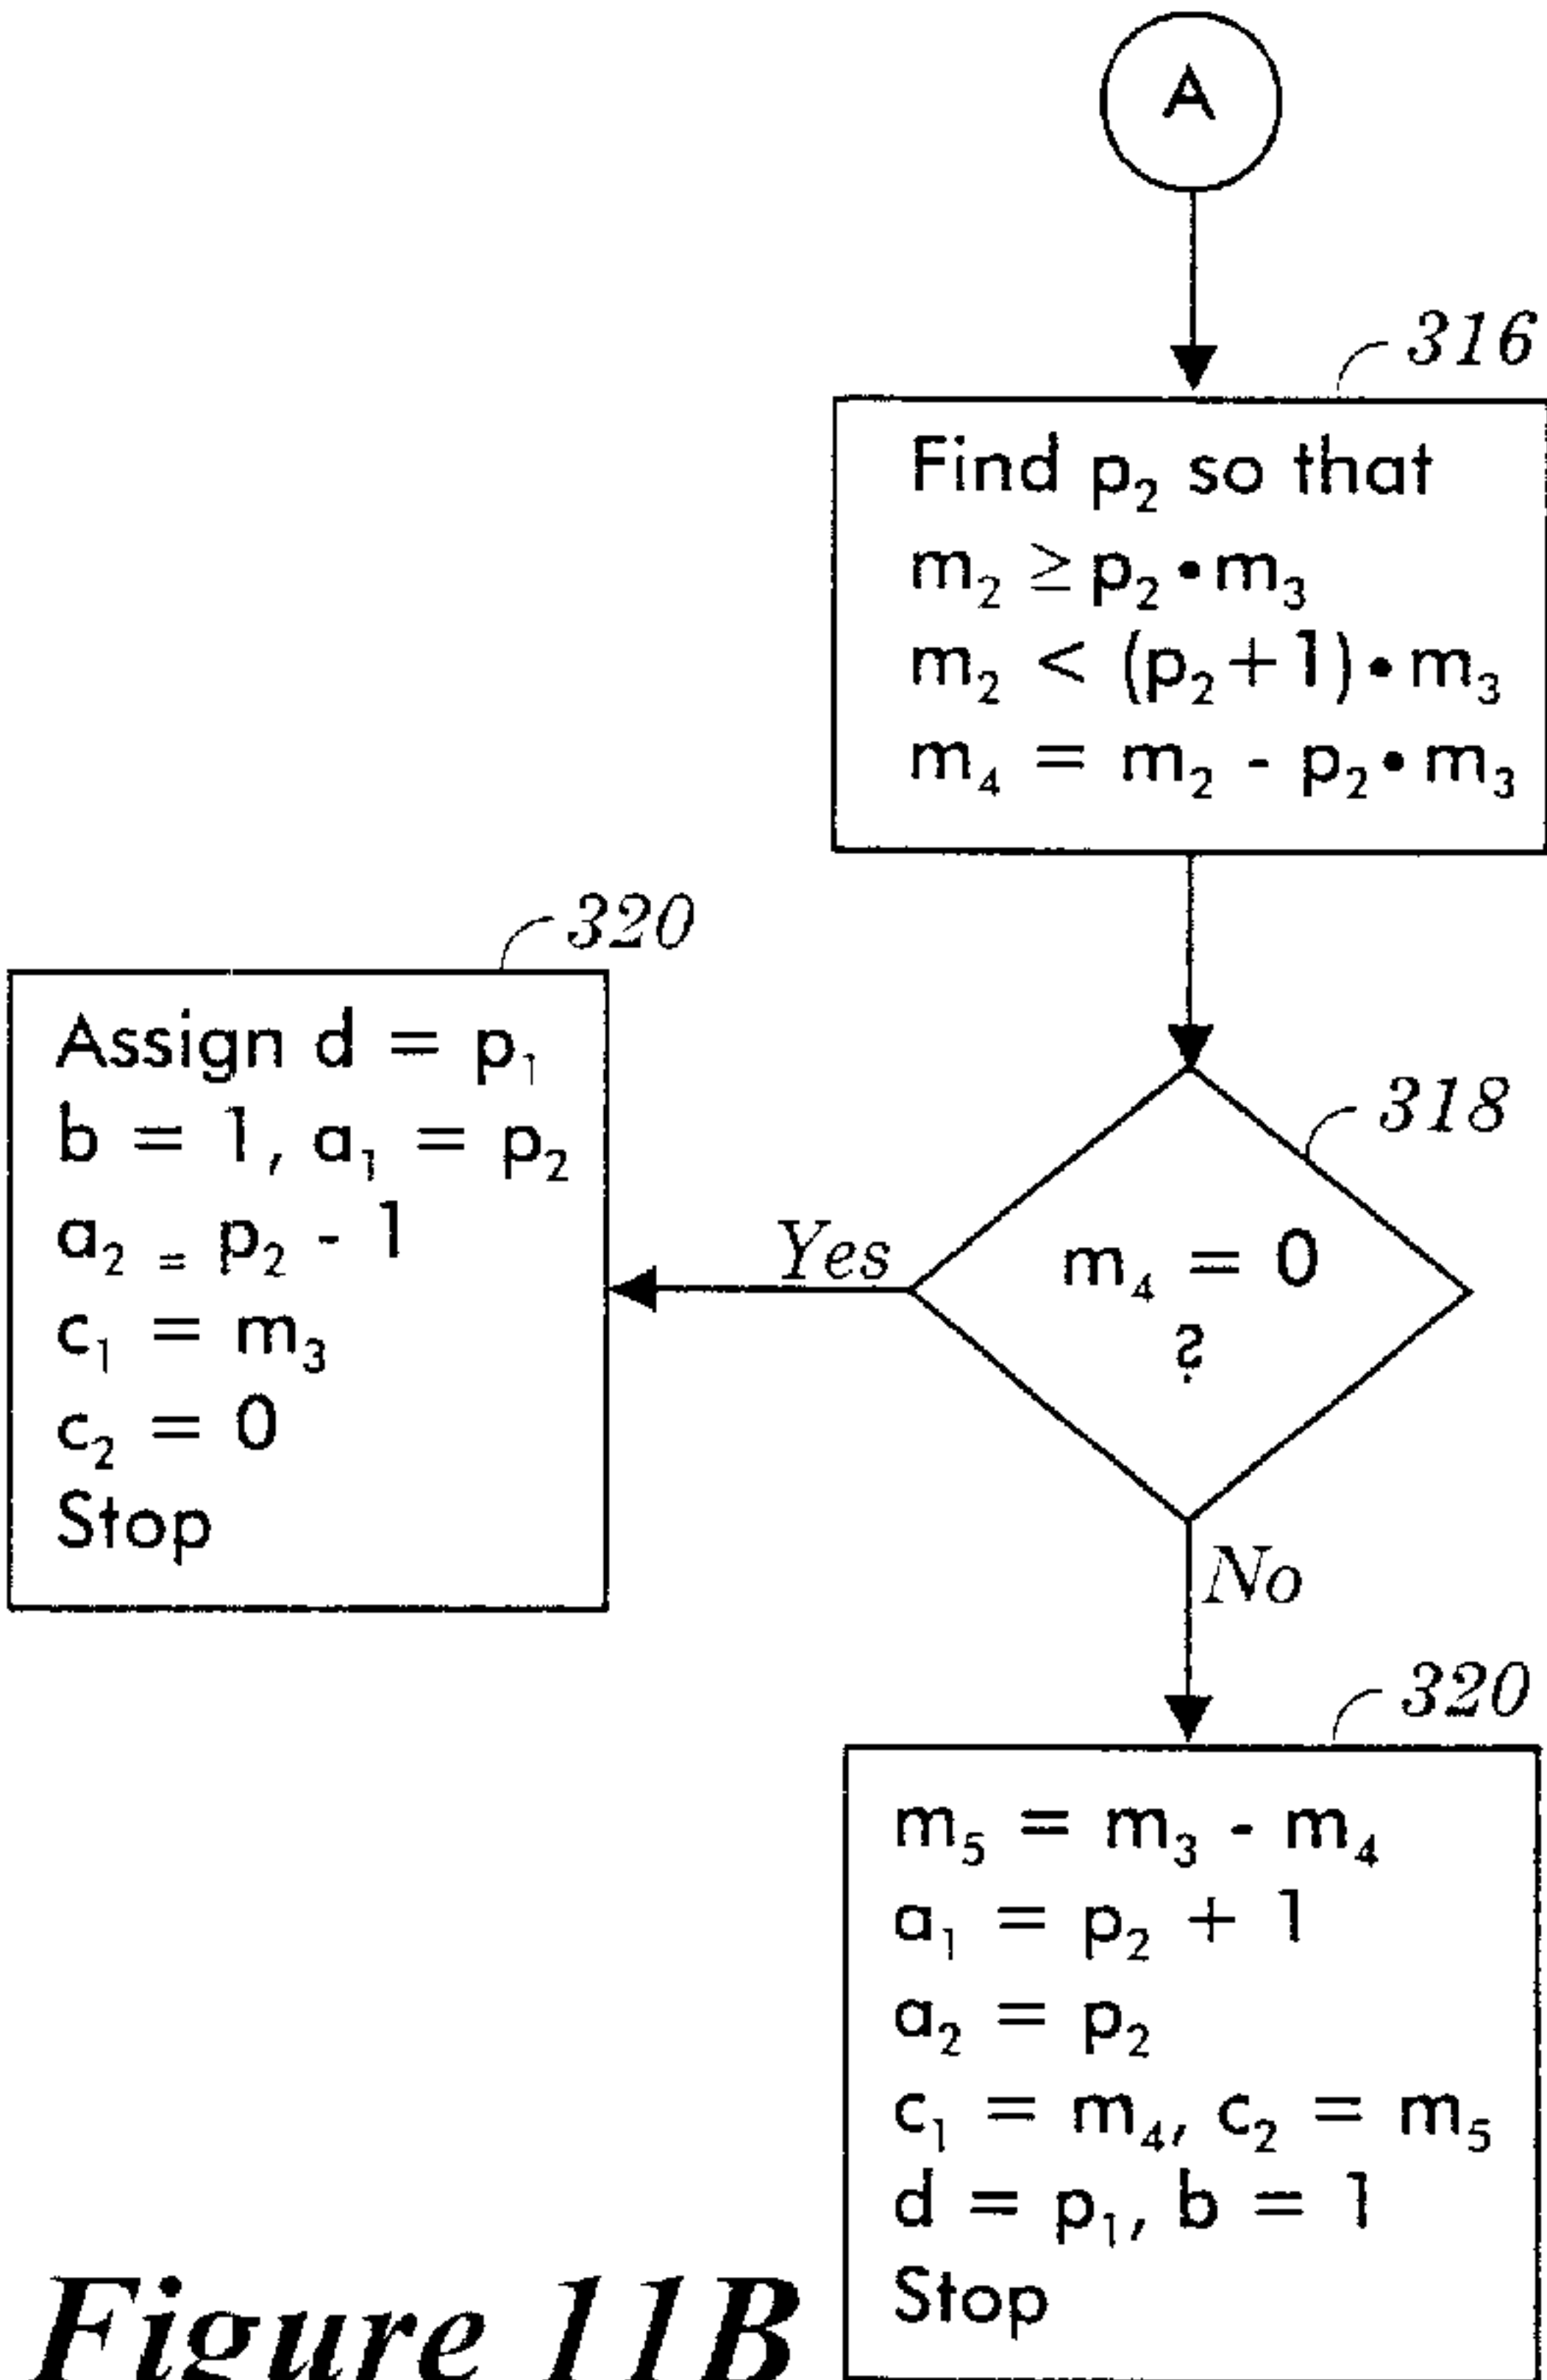 A
316
Find p₂ so that
m₂ ≥ p₂•m₃
m₂ < (p₂+1)•m₃
m₄ = m₂ - p₂•m₃
320
Assign d = p₁
b = 1, a₁ = p₂
a₂ = p₂ - 1
c₁ = m₃
c₂ = 0
Stop
318
m₄ = 0
?
Yes
No
320
m₅ = m₃ - m₄
a₁ = p₂ + 1
a₂ = p₂
c₁ = m₄, c₂ = m₅
d = p₁, b = 1
Stop
Figure 11B